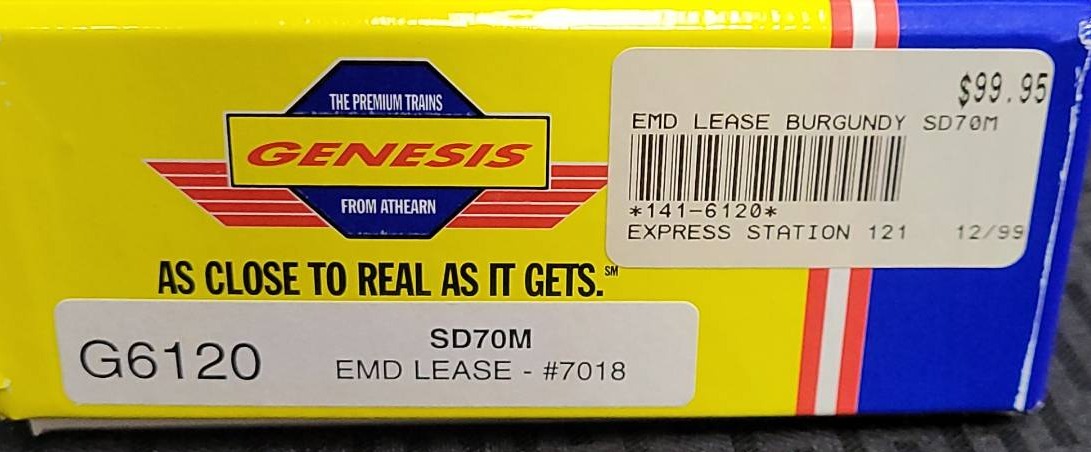 THE PREMIUM TRAINS
GENESIS
FROM ATHEARN
AS CLOSE TO REAL AS IT GETS.℠
G6120
SD70M
EMD LEASE - #7018
$99.95
EMD LEASE BURGUNDY SD70M
*141-6120*
EXPRESS STATION 121 12/99